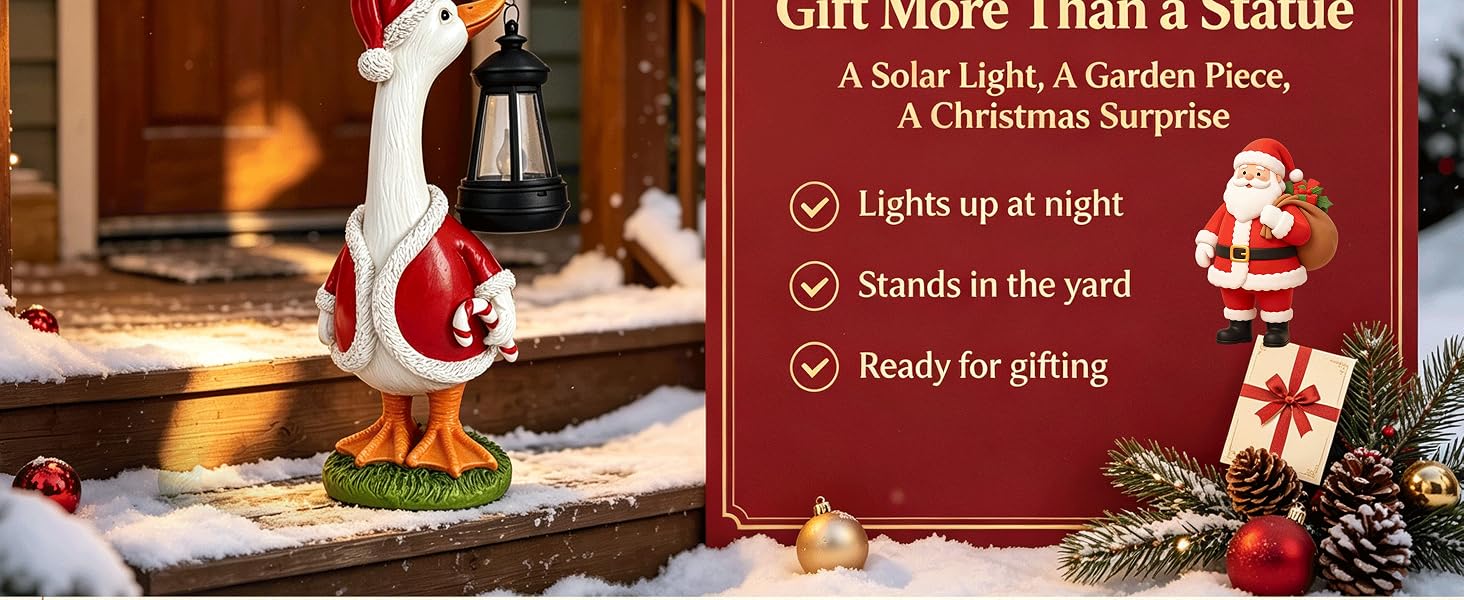 Gift More Than a Statue
A Solar Light, A Garden Piece,
A Christmas Surprise
Lights up at night
Stands in the yard
Ready for gifting